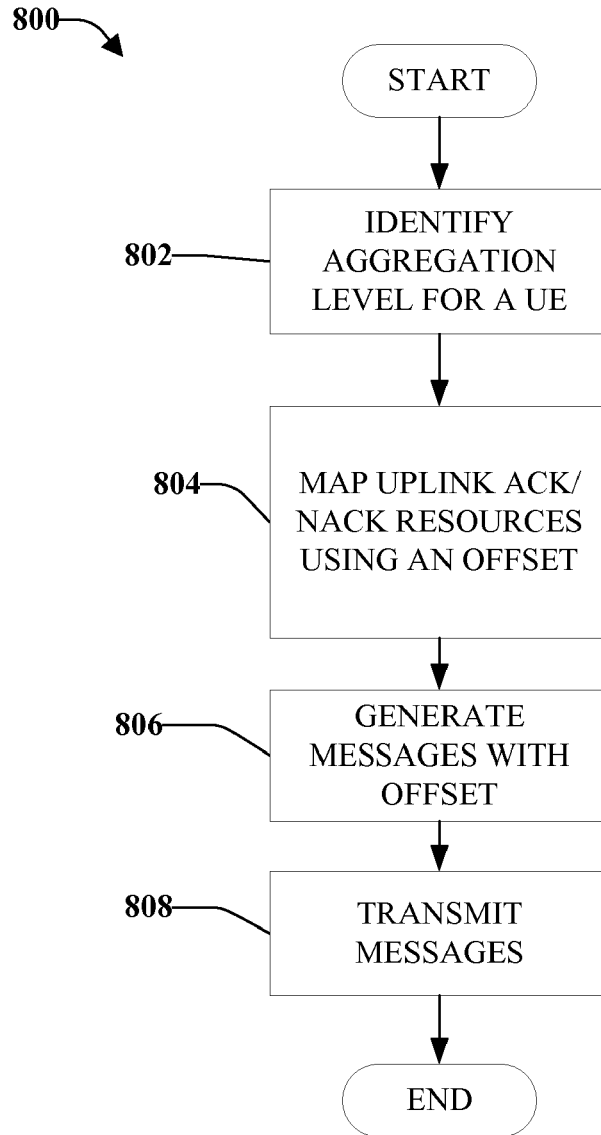 800
START
802
IDENTIFY
AGGREGATION
LEVEL FOR A UE
804
MAP UPLINK ACK/
NACK RESOURCES
USING AN OFFSET
806
GENERATE
MESSAGES WITH
OFFSET
808
TRANSMIT
MESSAGES
END